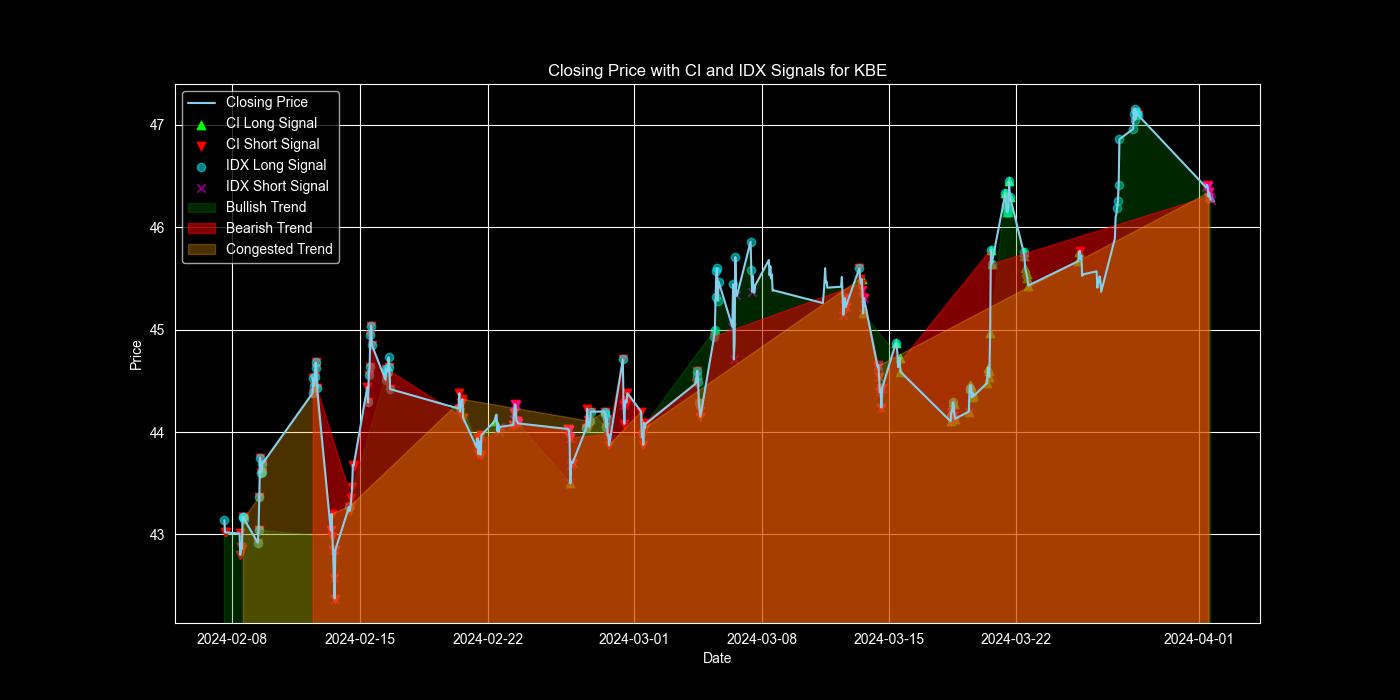 Closing Price with CI and IDX Signals for KBE
Closing Price
CI Long Signal
CI Short Signal
IDX Long Signal
IDX Short Signal
Bullish Trend
Bearish Trend
Congested Trend
47
46
45
44
43
Price
2024-02-08 2024-02-15 2024-02-22 2024-03-01 2024-03-08 2024-03-15 2024-03-22 2024-04-01
Date